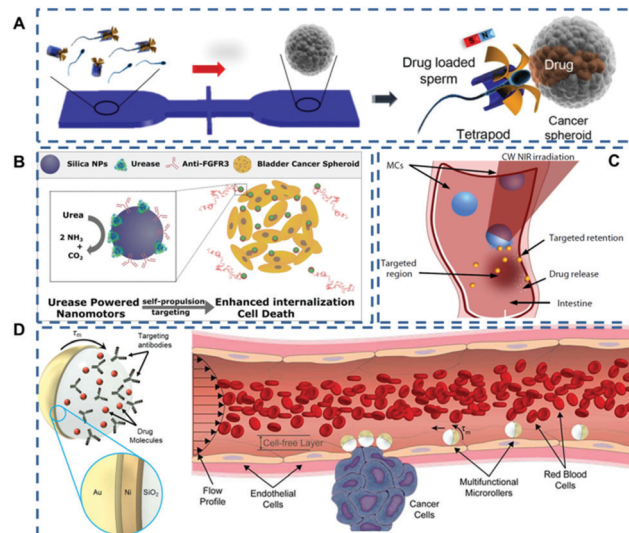 A
S N
Drug loaded
sperm
Drug
Tetrapod
Cancer
spheroid
B
Silica NPs
Urease
Anti-FGFR3
Bladder Cancer Spheroid
Urea
2 NH3
+
CO2
Urease Powered
Nanomotors
self-propulsion
targeting
Enhanced internalization
Cell Death
C
CW NIR irradiation
MCs
Targeted
region
Targeted
retention
Drug
release
Intestine
D
τm
Targeting
antibodies
Drug
Molecules
Au
Ni
SiO2
Cell-free Layer
τm
Flow
Profile
Endothelial
Cells
Cancer
Cells
Multifunctional
Microrollers
Red Blood
Cells